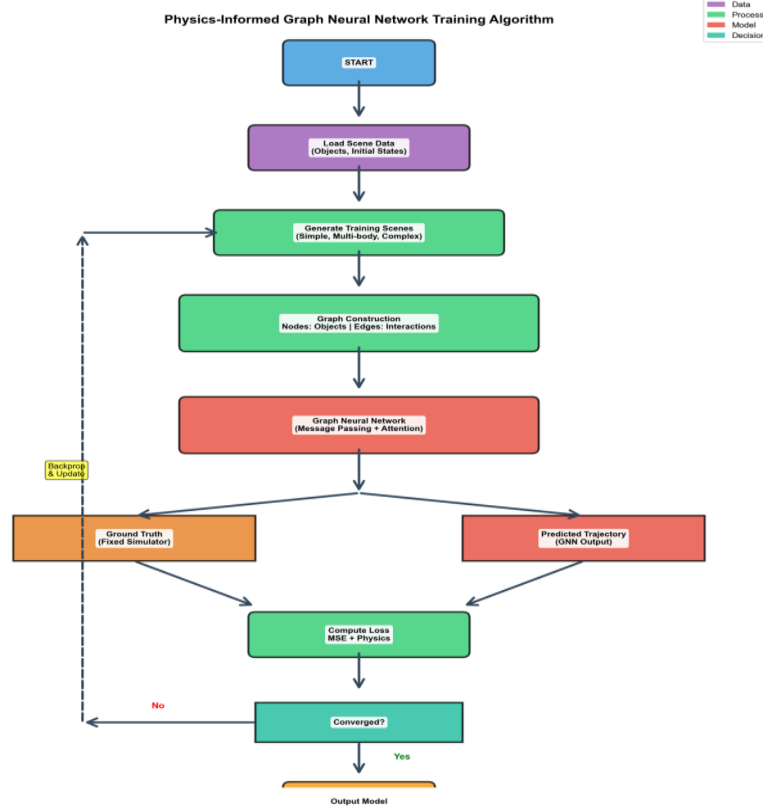 Physics-Informed Graph Neural Network Training Algorithm
Data
Process
Model
Decision
START
Load Scene Data
(Objects, Initial States)
Generate Training Scenes
(Simple, Multi-body, Complex)
Graph Construction
Nodes: Objects | Edges: Interactions
Graph Neural Network
(Message Passing + Attention)
Backprop
& Update
Ground Truth
(Fixed Simulator)
Predicted Trajectory
(GNN Output)
Compute Loss
MSE + Physics
No
Converged?
Yes
Output Model